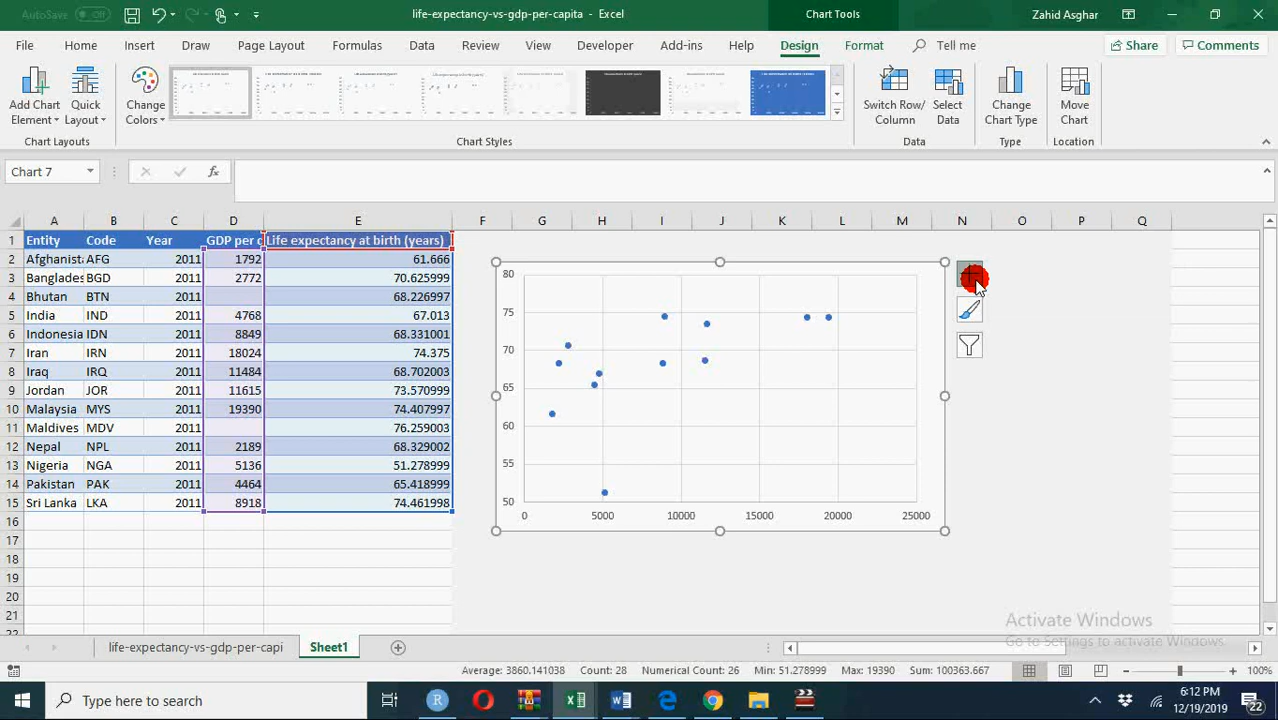 AutoSave Off life-expectancy-vs-gdp-per-capita - Excel Chart Tools Zahid Asghar
File Home Insert Draw Page Layout Formulas Data Review View Developer Add-ins Help Design Format Tell me Share Comments
Add Chart Element Quick Layout Change Colors Switch Row/ Column Select Data Change Chart Type Move Chart
Chart Layouts Chart Styles Data Type Location
Chart 7 fx
A B C D E F G H I J K L M N O P Q
1 Entity Code Year GDP per c Life expectancy at birth (years)
2 Afghanista AFG 2011 1792 61.666
3 Banglades BGD 2011 2772 70.625999
4 Bhutan BTN 2011 68.226997
5 India IND 2011 4768 67.013
6 Indonesia IDN 2011 8849 68.331001
7 Iran IRN 2011 18024 74.375
8 Iraq IRQ 2011 11484 68.702003
9 Jordan JOR 2011 11615 73.570999
10 Malaysia MYS 2011 19390 74.407997
11 Maldives MDV 2011 76.259003
12 Nepal NPL 2011 2189 68.329002
13 Nigeria NGA 2011 5136 51.278999
14 Pakistan PAK 2011 4464 65.418999
15 Sri Lanka LKA 2011 8918 74.461998
16
17
18
19
20
21
22
80
75
70
65
60
55
50
0 5000 10000 15000 20000 25000
Activate Windows
Go to Settings to activate Windows.
life-expectancy-vs-gdp-per-capi Sheet1
Average: 3860.141038 Count: 28 Numerical Count: 26 Min: 51.278999 Max: 19390 Sum: 100363.667 100%
Type here to search
6:12 PM
12/19/2019
22